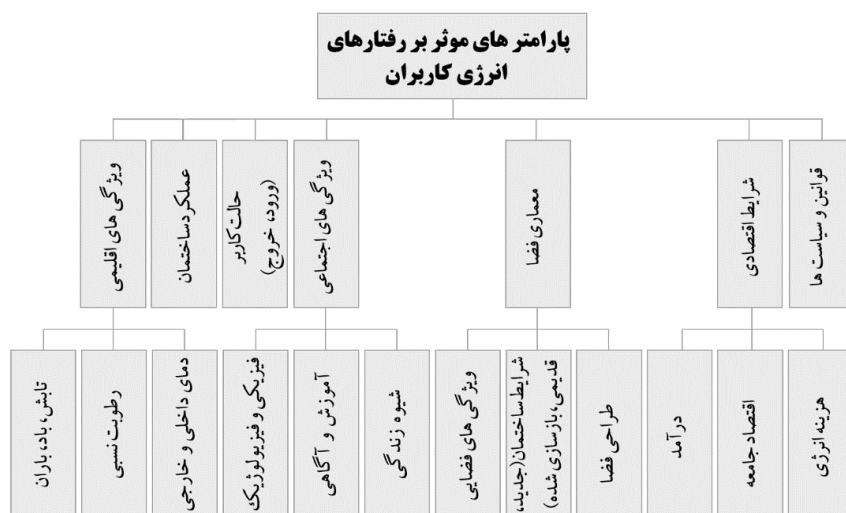 پارامتر های موثر بر رفتارهای
انرژی کاربران
قوانین و سیاست ها
شرایط اقتصادی
معماری فضا
ویژگی های اجتماعی
حالت کاربر
(ورود، خروج)
عملکردساختمان
ویژگی های اقلیمی
هزینه انرژی
اقتصاد جامعه
درآمد
طراحی فضا
شرایط ساختمان(جدید،
قدیمی،بازسازی شده)
ویژگی های فضایی
شیوه زندگی
آموزش و آگاهی
فیزیکی و فیزیولوژیک
دمای داخلی و خارجی
رطوبت نسبی
تابش، باد، باران